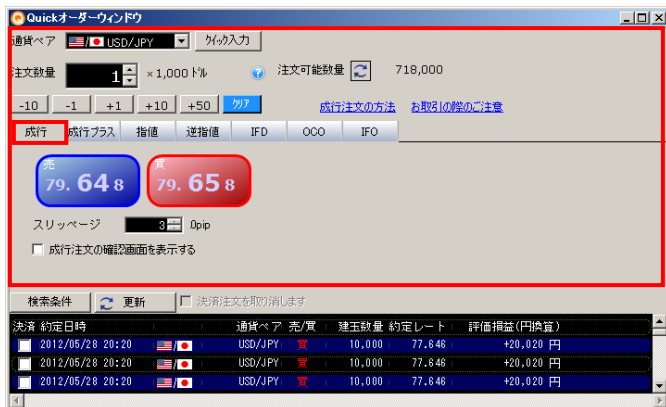 Quickオーダーウィンドウ
通貨ペア USD/JPY クイック入力
注文数量 1 ×1,000 ドル ? 注文可能数量 718,000
-10 -1 +1 +10 +50 クリア 成行注文の方法 お取引の際のご注意
成行 成行プラス 指値 逆指値 IFD OCO IFO
売 買
79.648 79.658
スリッページ 3 .0pip
成行注文の確認画面を表示する
検索条件 更新 決済注文を取り消します
決済 約定日時 通貨ペア 売/買 建玉数量 約定レート 評価損益(円換算)
2012/05/28 20:20 USD/JPY 買 10,000 77.646 +20,020 円
2012/05/28 20:20 USD/JPY 買 10,000 77.646 +20,020 円
2012/05/28 20:20 USD/JPY 買 10,000 77.646 +20,020 円